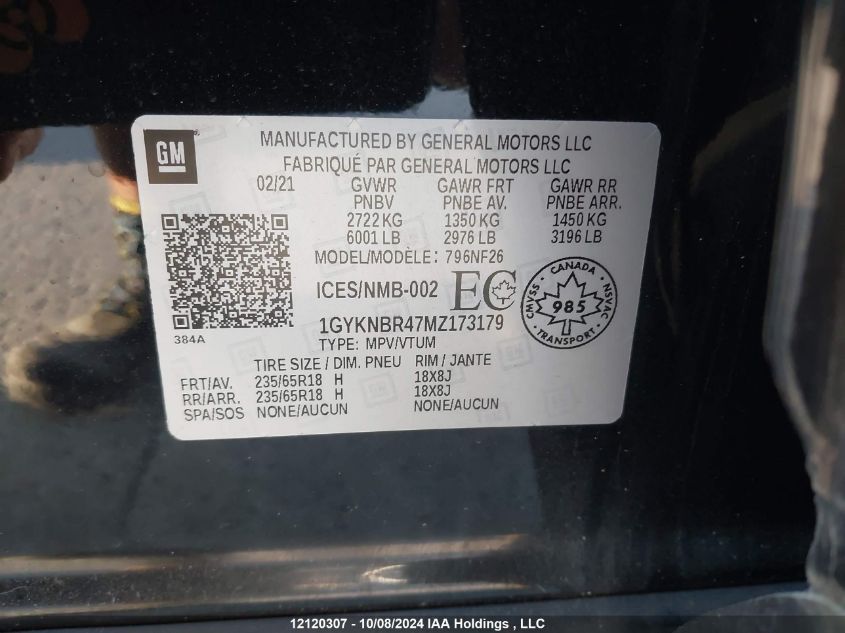 GM
MANUFACTURED BY GENERAL MOTORS LLC
FABRIQUÉ PAR GENERAL MOTORS LLC
02/21 GVWR GAWR FRT GAWR RR
PNBV PNBE AV. PNBE ARR.
2722 KG 1350 KG 1450 KG
6001 LB 2976 LB 3196 LB
MODEL/MODÈLE: 796NF26
ICES/NMB-002 EC
CANADA
CMVSS 985 NSVAC
TRANSPORT
384A
1GYKNBR47MZ173179
TYPE: MPV/VTUM
TIRE SIZE / DIM. PNEU RIM / JANTE
FRT/AV. 235/65R18 H 18X8J
RR/ARR. 235/65R18 H 18X8J
SPA/SOS NONE/AUCUN NONE/AUCUN
12120307 - 10/08/2024 IAA Holdings , LLC